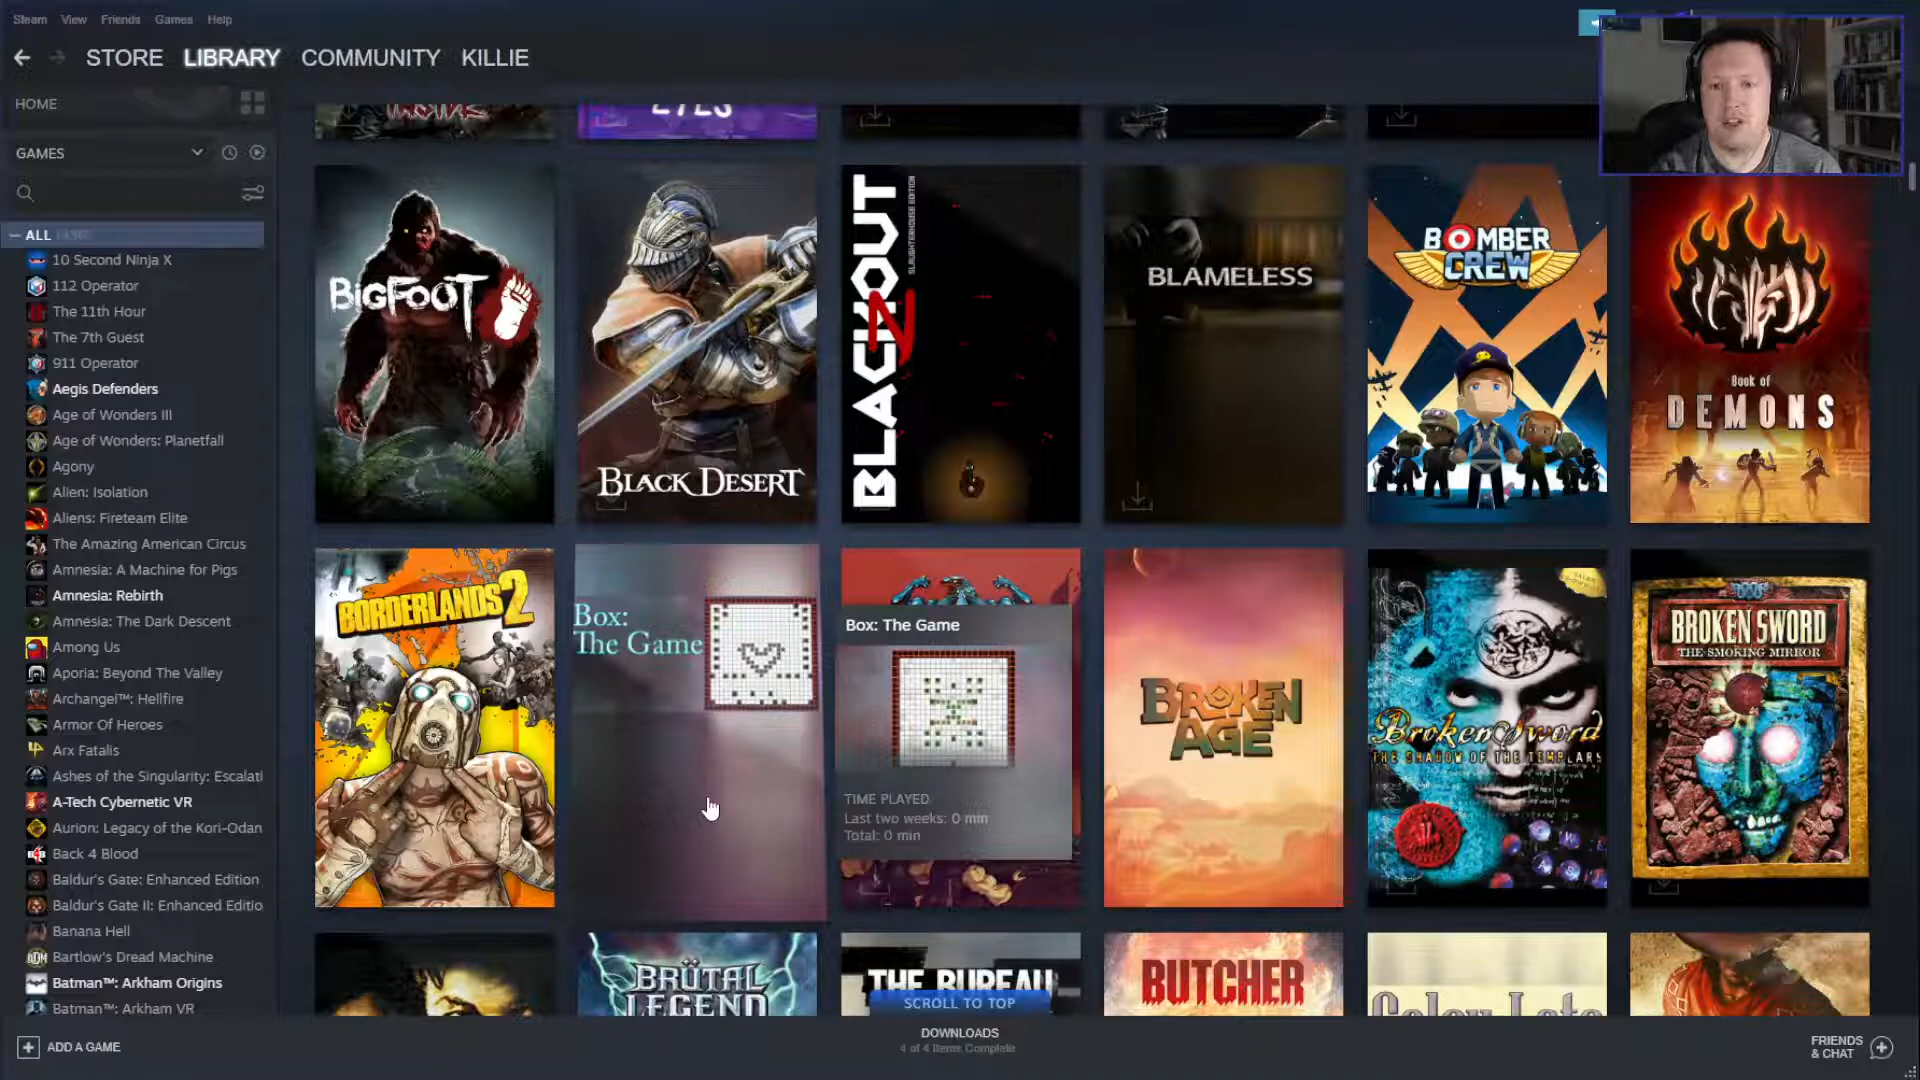 Steam View Friends Games Help
STORE LIBRARY COMMUNITY KILLIE
HOME
GAMES
ALL
10 Second Ninja X
112 Operator
The 11th Hour
The 7th Guest
911 Operator
Aegis Defenders
Age of Wonders III
Age of Wonders: Planetfall
Agony
Alien: Isolation
Aliens: Fireteam Elite
The Amazing American Circus
Amnesia: A Machine for Pigs
Amnesia: Rebirth
Amnesia: The Dark Descent
Among Us
Aporia: Beyond The Valley
Archangel™: Hellfire
Armor Of Heroes
Arx Fatalis
Ashes of the Singularity: Escalati
A-Tech Cybernetic VR
Aurion: Legacy of the Kori-Odan
Back 4 Blood
Baldur's Gate: Enhanced Edition
Baldur's Gate II: Enhanced Editio
Banana Hell
Bartlow's Dread Machine
Batman™: Arkham Origins
Batman™: Arkham VR
ADD A GAME
EYES
BIGFOOT
BLACK DESERT
BLACKOUT Z
SLAUGHTERHOUSE EDITION
BLAMELESS
BOMBER
CREW
Book of
DEMONS
BORDERLANDS 2
Box:
The Game
Box: The Game
TIME PLAYED
Last two weeks: 0 min
Total: 0 min
BROKEN
AGE
Broken Sword
THE SHADOW OF THE TEMPLARS
BROKEN SWORD
THE SMOKING MIRROR
BRÜTAL
LEGEND
THE BUREAU
BUTCHER
SCROLL TO TOP
DOWNLOADS
4 of 4 Items Complete
FRIENDS
& CHAT